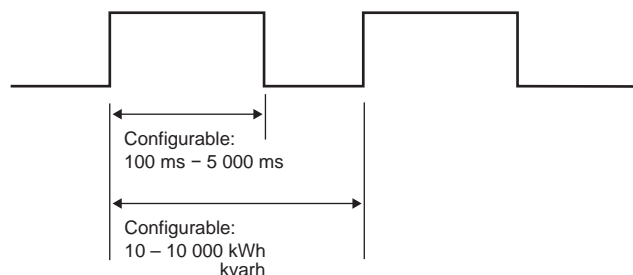 Configurable:
100 ms − 5 000 ms
Configurable:
10 – 10 000 kWh
kvarh